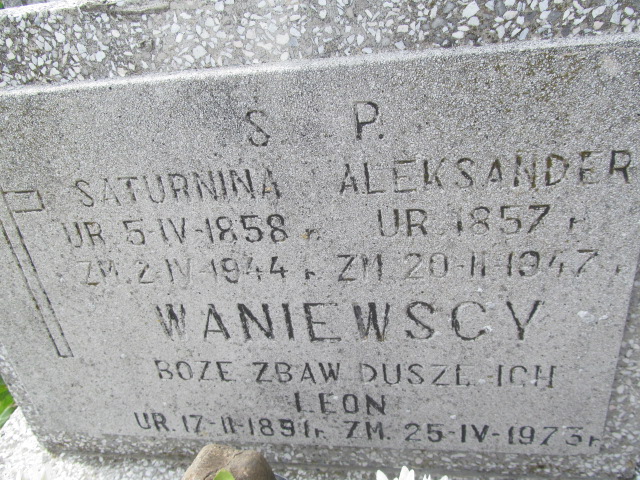 S. P.
SATURNINA ALEKSANDER
UR. 5-IV-1858 r. UR. 1857 r.
ZM. 2-IV-1944 r. ZM. 20-II-1947 r.
WANIEWSCY
BOZE ZBAW DUSZE ICH
LEON
UR. 17-II-1891 r. ZM. 25-IV-1973 r.